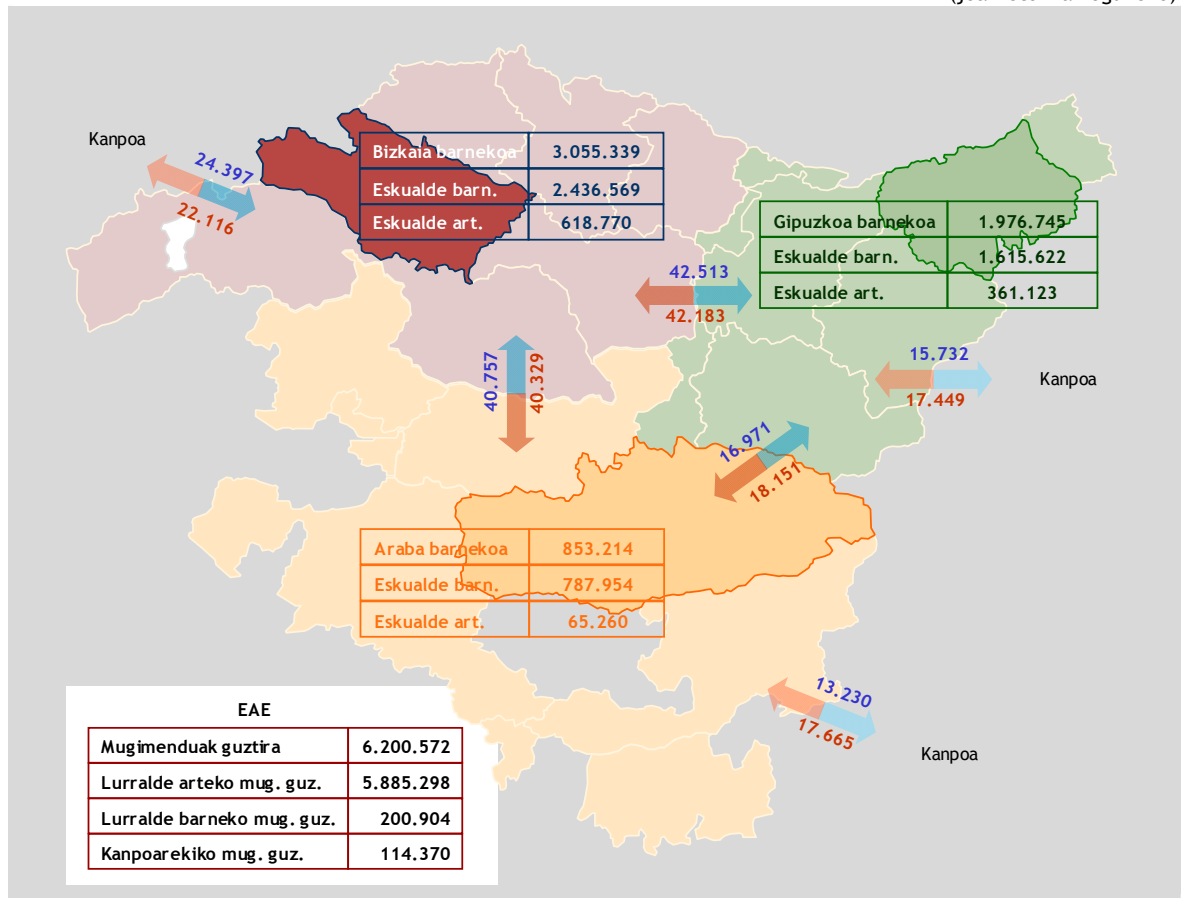 Kanpoa
24.397
22.116
Bizkaia barnekoa 3.055.339
Eskualde barn. 2.436.569
Eskualde art. 618.770
Gipuzkoa barnekoa 1.976.745
Eskualde barn. 1.615.622
Eskualde art. 361.123
42.513
42.183
40.757
40.329
15.732
17.449
Kanpoa
16.971
18.151
Araba barnekoa 853.214
Eskualde barn. 787.954
Eskualde art. 65.260
13.230
17.665
Kanpoa
EAE
Mugimenduak guztira 6.200.572
Lurralde arteko mug. guz. 5.885.298
Lurralde barneko mug. guz. 200.904
Kanpoarekiko mug. guz. 114.370